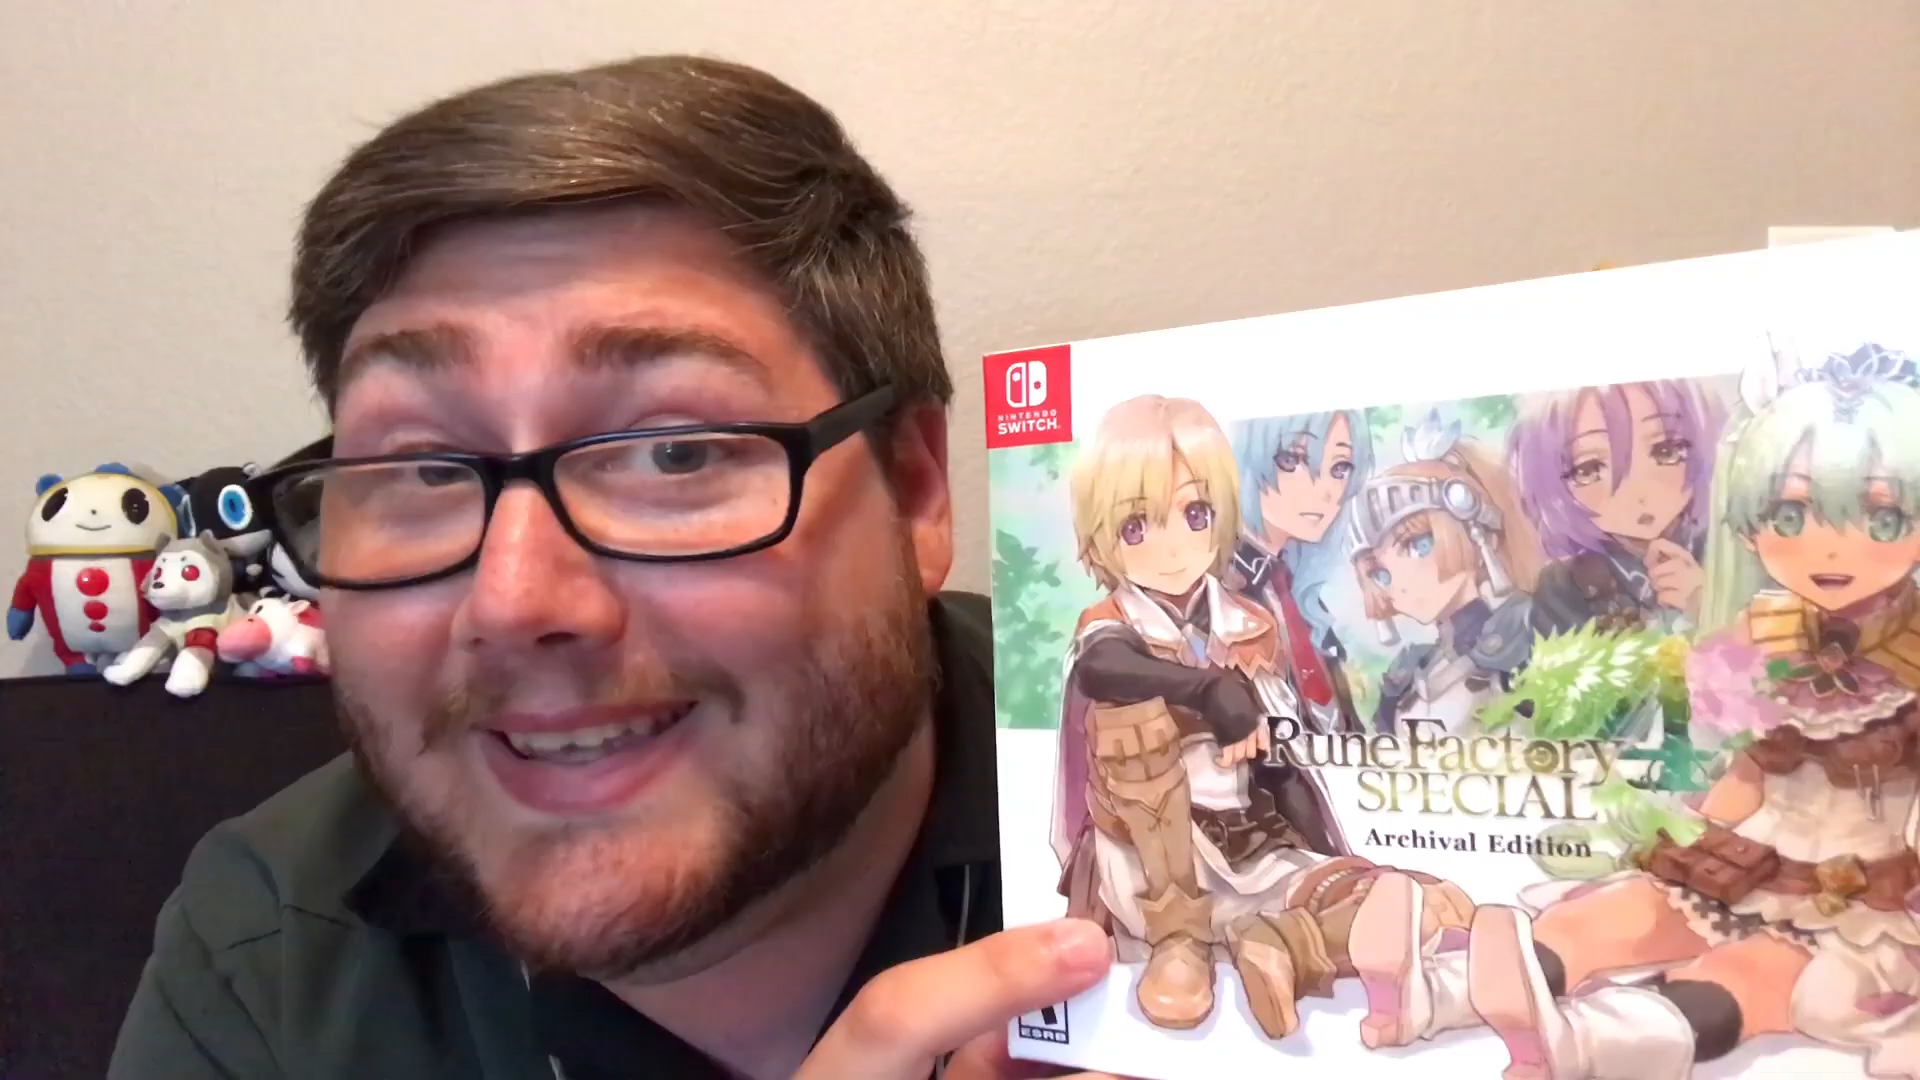 NINTENDO
SWITCH
Rune Factory 4
SPECIAL
Archival Edition
ESRB